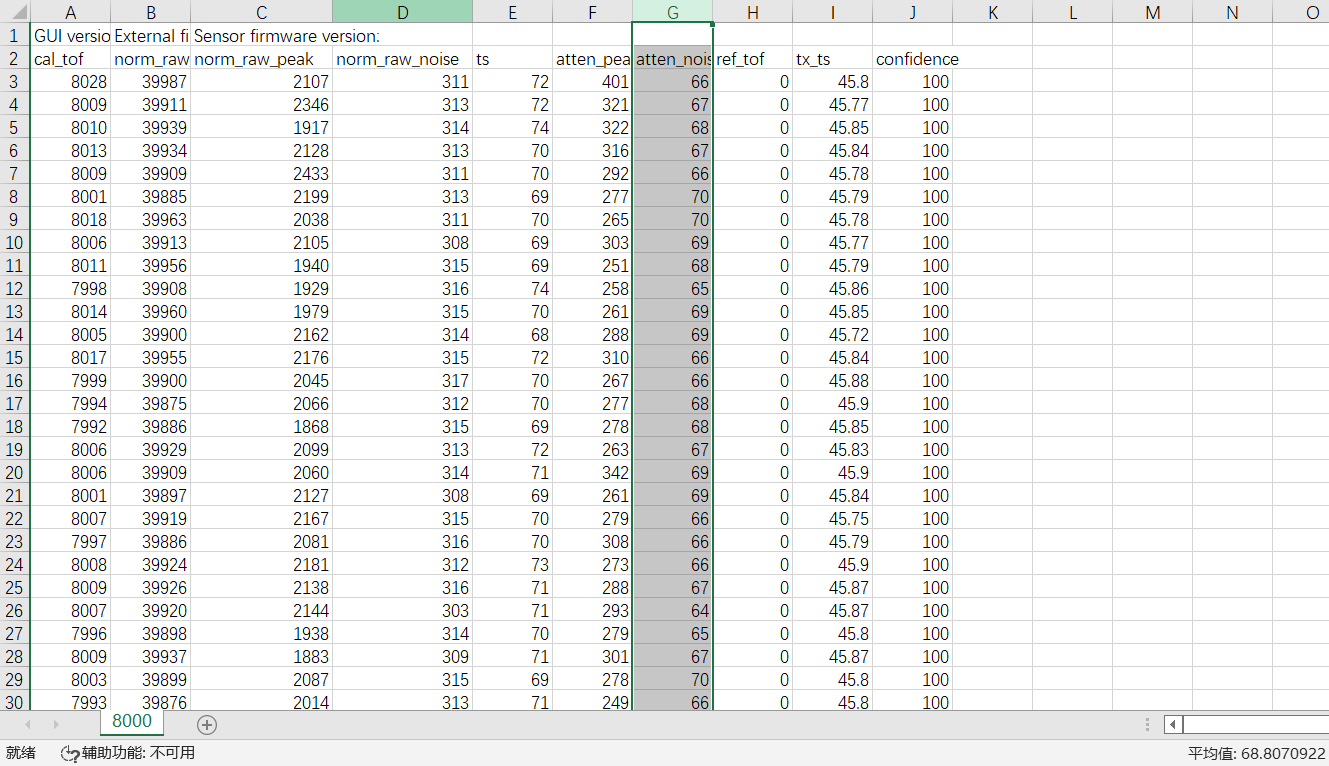 A B C D E F G H I J K L M N O
1 GUI versio External fi Sensor firmware version:
2 cal_tof norm_raw norm_raw_peak norm_raw_noise ts atten_pea atten_nois ref_tof tx_ts confidence
3 8028 39987 2107 311 72 401 66 0 45.8 100
4 8009 39911 2346 313 72 321 67 0 45.77 100
5 8010 39939 1917 314 74 322 68 0 45.85 100
6 8013 39934 2128 313 70 316 67 0 45.84 100
7 8009 39909 2433 311 70 292 66 0 45.78 100
8 8001 39885 2199 313 69 277 70 0 45.79 100
9 8018 39963 2038 311 70 265 70 0 45.78 100
10 8006 39913 2105 308 69 303 69 0 45.77 100
11 8011 39956 1940 315 69 251 68 0 45.79 100
12 7998 39908 1929 316 74 258 65 0 45.86 100
13 8014 39960 1979 315 70 261 69 0 45.85 100
14 8005 39900 2162 314 68 288 69 0 45.72 100
15 8017 39955 2176 315 72 310 66 0 45.84 100
16 7999 39900 2045 317 70 267 66 0 45.88 100
17 7994 39875 2066 312 70 277 68 0 45.9 100
18 7992 39886 1868 315 69 278 68 0 45.85 100
19 8006 39929 2099 313 72 263 67 0 45.83 100
20 8006 39909 2060 314 71 342 69 0 45.9 100
21 8001 39897 2127 308 69 261 69 0 45.84 100
22 8007 39919 2167 315 70 279 66 0 45.75 100
23 7997 39886 2081 316 70 308 66 0 45.79 100
24 8008 39924 2181 312 73 273 66 0 45.9 100
25 8009 39926 2138 316 71 288 67 0 45.87 100
26 8007 39920 2144 303 71 293 64 0 45.87 100
27 7996 39898 1938 314 70 279 65 0 45.8 100
28 8009 39937 1883 309 71 301 67 0 45.87 100
29 8003 39899 2087 315 69 278 70 0 45.8 100
30 7993 39876 2014 313 71 249 66 0 45.8 100
8000
就绪 辅助功能: 不可用 平均值: 68.8070922